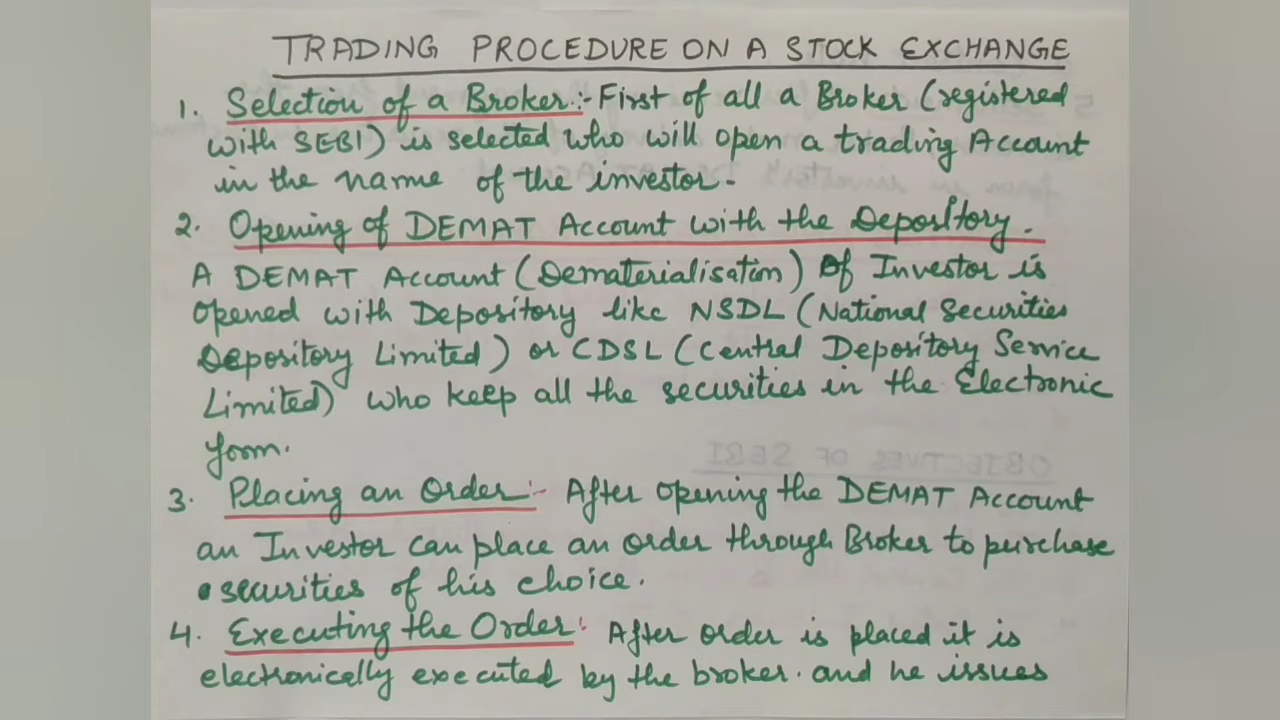 TRADING PROCEDURE ON A STOCK EXCHANGE
1. Selection of a Broker:- First of all a Broker (registered
with SEBI) is selected who will open a trading Account
in the name of the investor.
2. Opening of DEMAT Account with the Depository.
A DEMAT Account (Dematerialisation) Of Investor is
opened with Depository like NSDL (National Securities
Depository Limited) or CDSL (Central Depository Service
Limited) who keep all the securities in the Electronic
form.
3. Placing an Order:- After opening the DEMAT Account
an Investor can place an order through Broker to purchase
securities of his choice.
4. Executing the Order: After order is placed it is
electronically executed by the broker. and he issues
OBJECTIVES OF SEBI